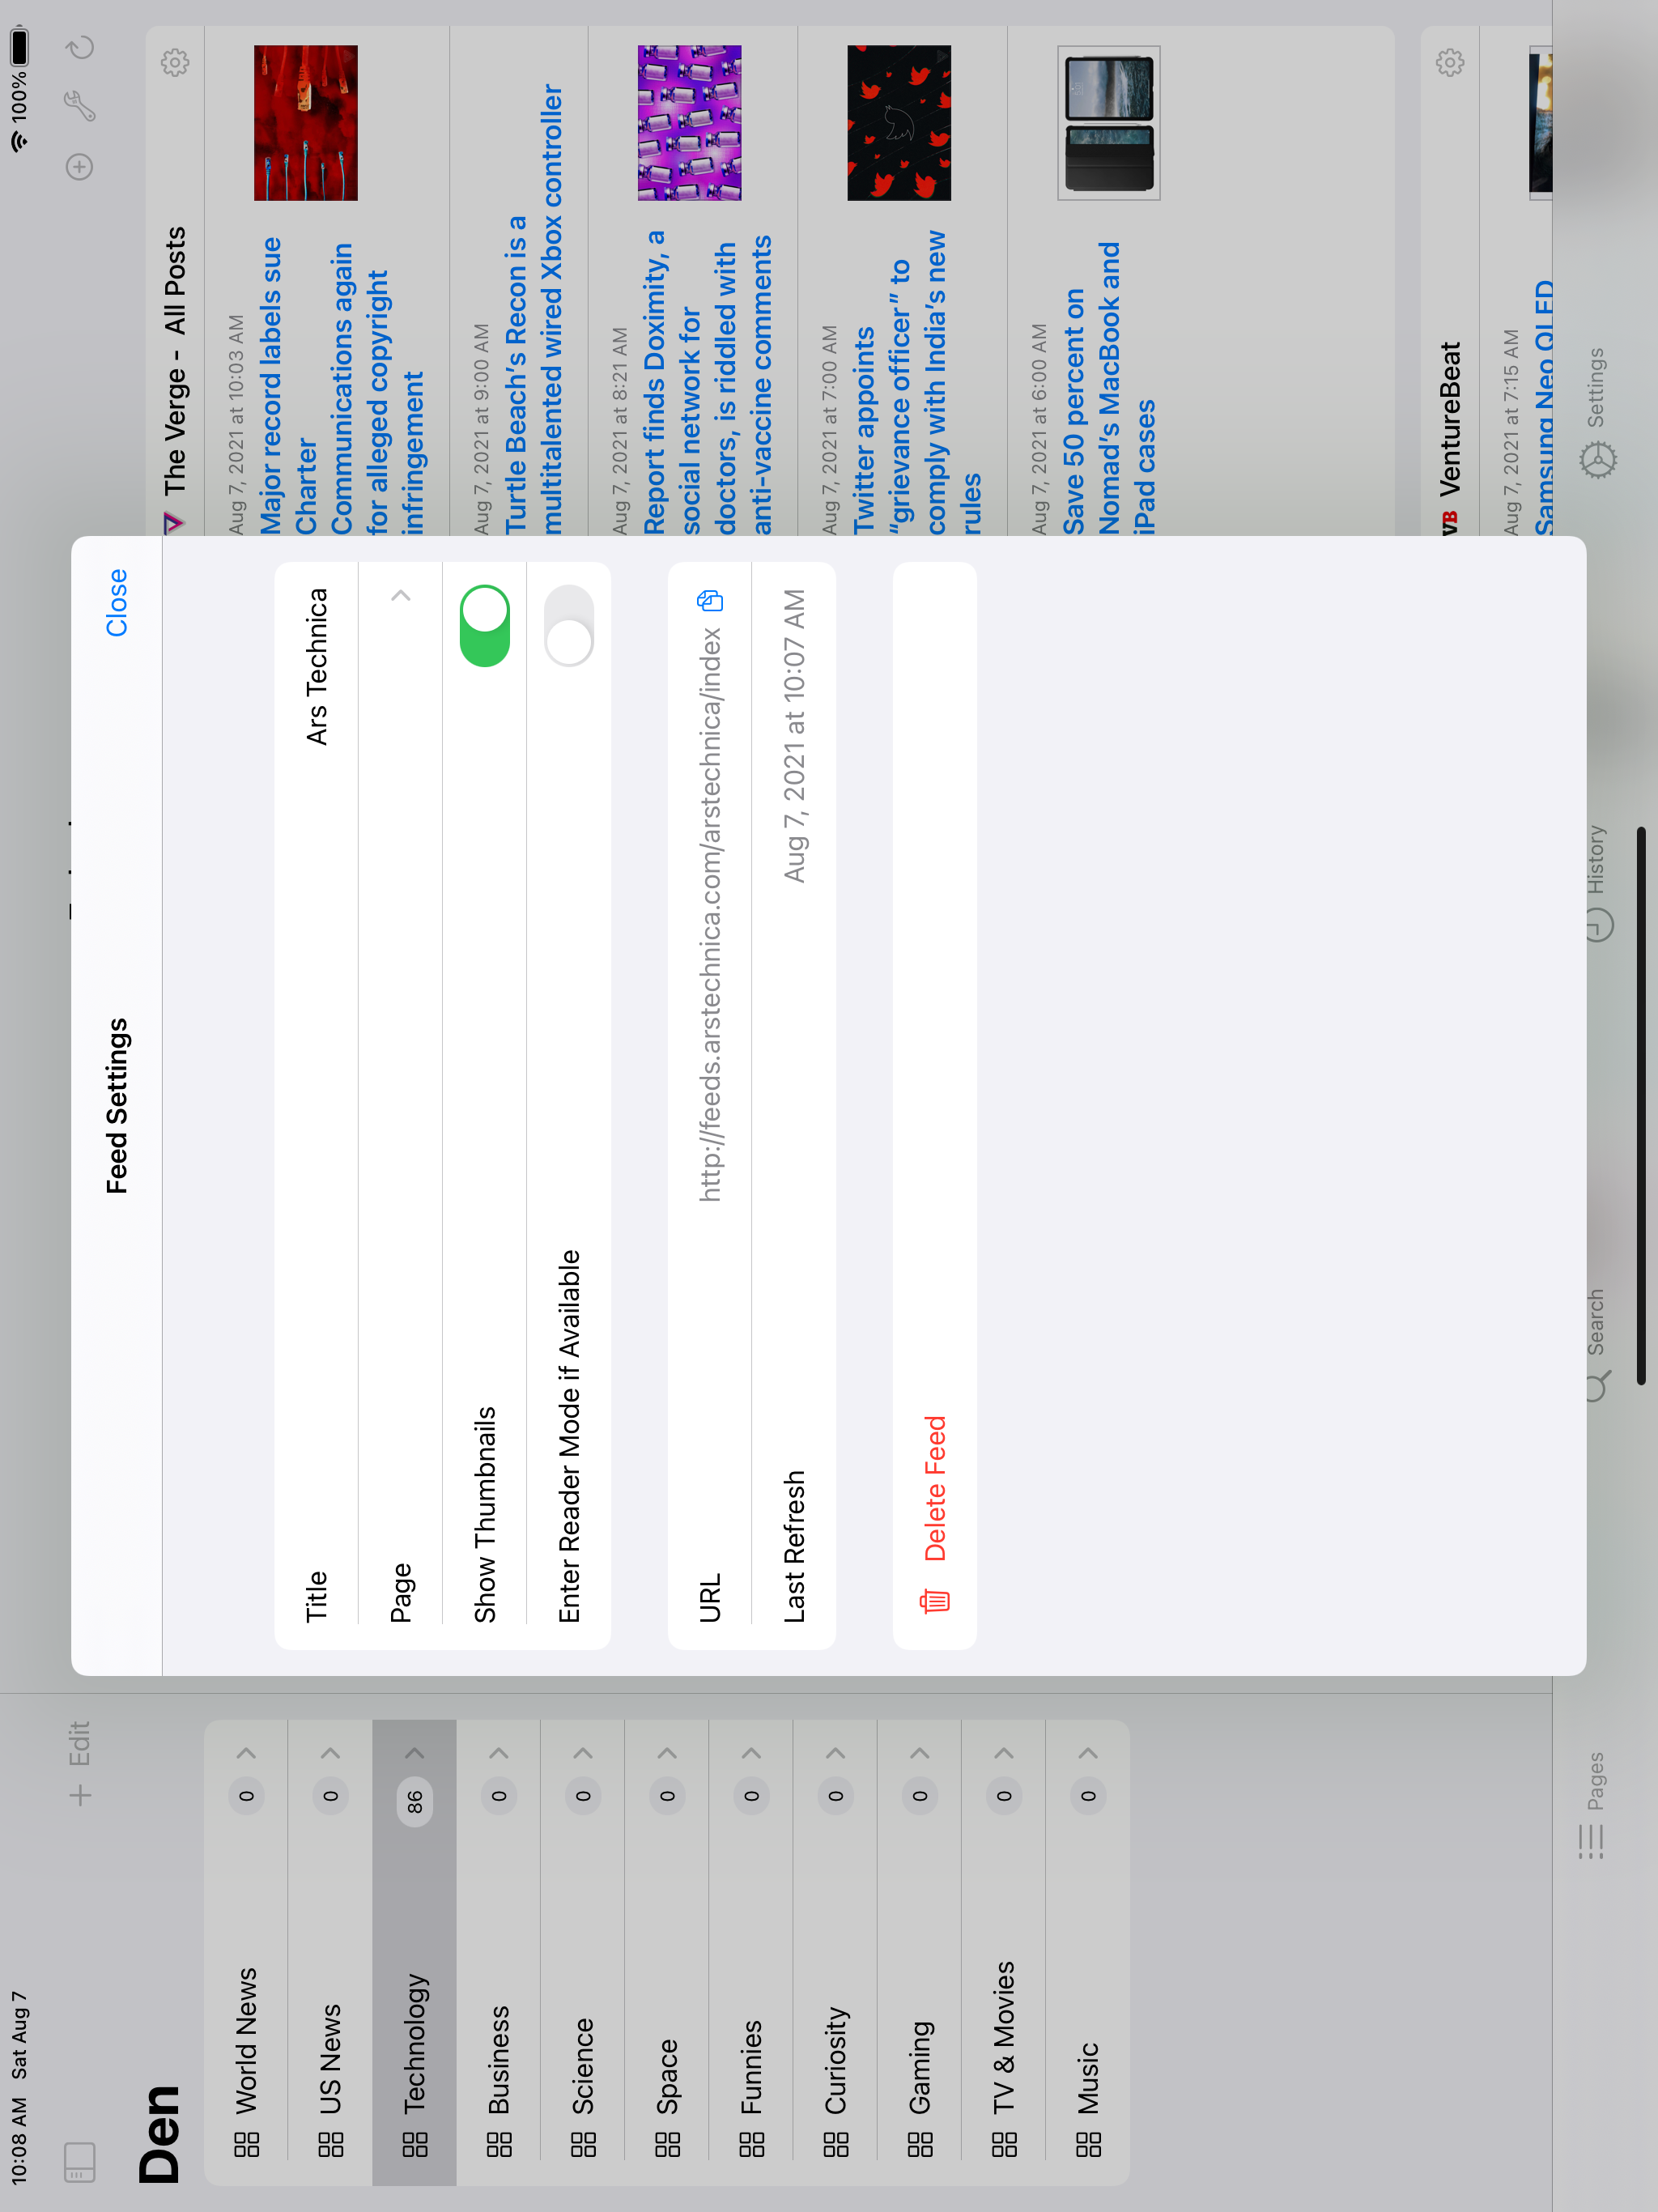 10:08 AM Sat Aug 7
100%
Edit
Den
World News 0
US News 0
Technology 86
Business 0
Science 0
Space 0
Funnies 0
Curiosity 0
Gaming 0
TV & Movies 0
Music 0
Feed Settings
Close
Title Ars Technica
Page
Show Thumbnails
Enter Reader Mode if Available
URL http://feeds.arstechnica.com/arstechnica/index
Last Refresh Aug 7, 2021 at 10:07 AM
Delete Feed
The Verge - All Posts
Aug 7, 2021 at 10:03 AM
Major record labels sue
Charter
Communications again
for alleged copyright
infringement
Aug 7, 2021 at 9:00 AM
Turtle Beach’s Recon is a
multitalented wired Xbox controller
Aug 7, 2021 at 8:21 AM
Report finds Doximity, a
social network for
doctors, is riddled with
anti-vaccine comments
Aug 7, 2021 at 7:00 AM
Twitter appoints
“grievance officer” to
comply with India’s new
rules
Aug 7, 2021 at 6:00 AM
Save 50 percent on
Nomad’s MacBook and
iPad cases
VB VentureBeat
Aug 7, 2021 at 7:15 AM
Samsung Neo QLED
Pages
Search
History
Settings